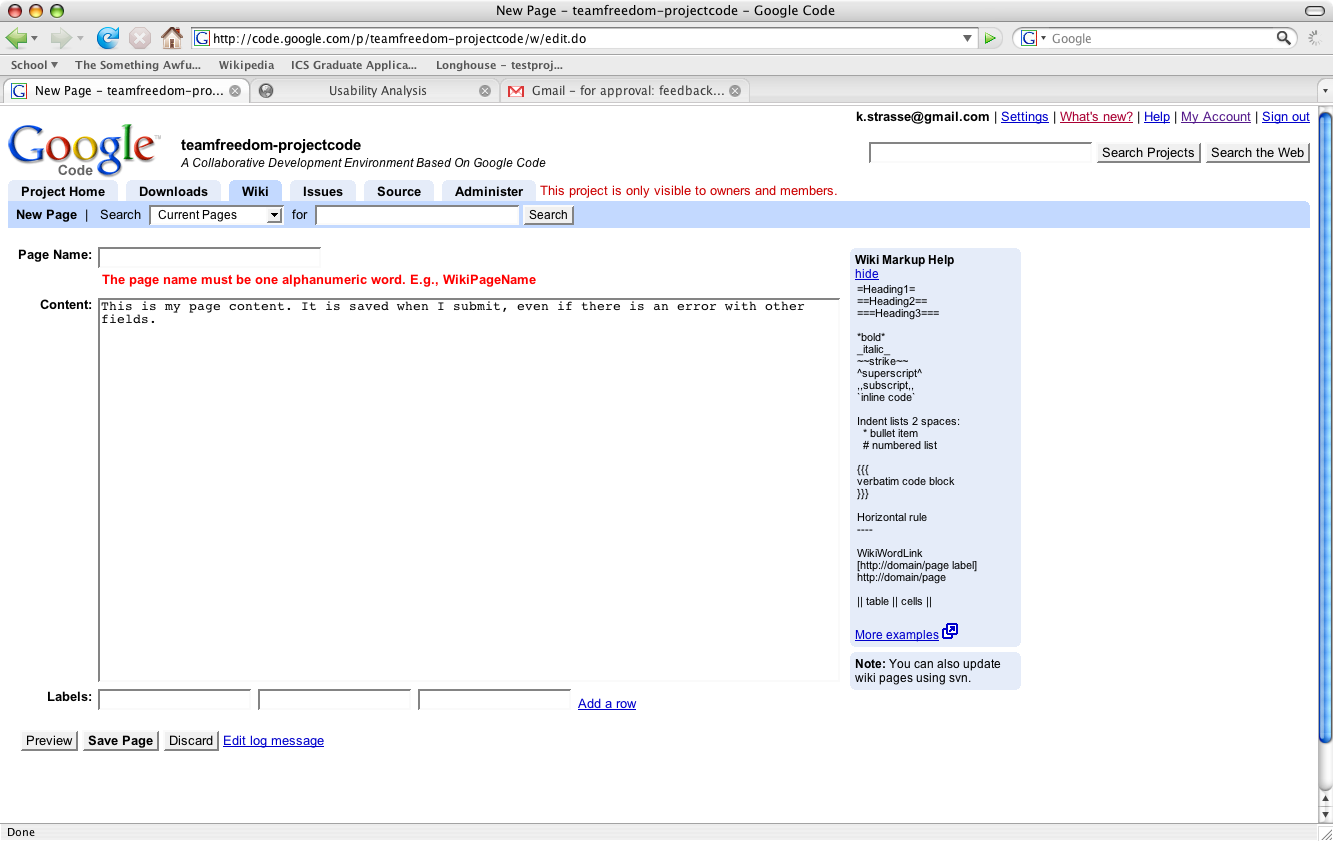 New Page – teamfreedom-projectcode – Google Code
http://code.google.com/p/teamfreedom-projectcode/w/edit.do
Google
School The Something Awfu... Wikipedia ICS Graduate Applica... Longhouse – testproj...
New Page – teamfreedom-pro... Usability Analysis Gmail – for approval: feedback...
k.strasse@gmail.com | Settings | What's new? | Help | My Account | Sign out
Google™
Code
teamfreedom-projectcode
A Collaborative Development Environment Based On Google Code
Search Projects Search the Web
Project Home Downloads Wiki Issues Source Administer This project is only visible to owners and members.
New Page | Search Current Pages for Search
Page Name:
The page name must be one alphanumeric word. E.g., WikiPageName
Content: This is my page content. It is saved when I submit, even if there is an error with other
fields.
Wiki Markup Help
hide
=Heading1=
==Heading2==
===Heading3===
*bold*
_italic_
~~strike~~
^superscript^
,,subscript,,
`inline code`
Indent lists 2 spaces:
* bullet item
# numbered list
{{{
verbatim code block
}}}
Horizontal rule
----
WikiWordLink
[http://domain/page label]
http://domain/page
|| table || cells ||
More examples
Note: You can also update
wiki pages using svn.
Labels: Add a row
Preview Save Page Discard Edit log message
Done